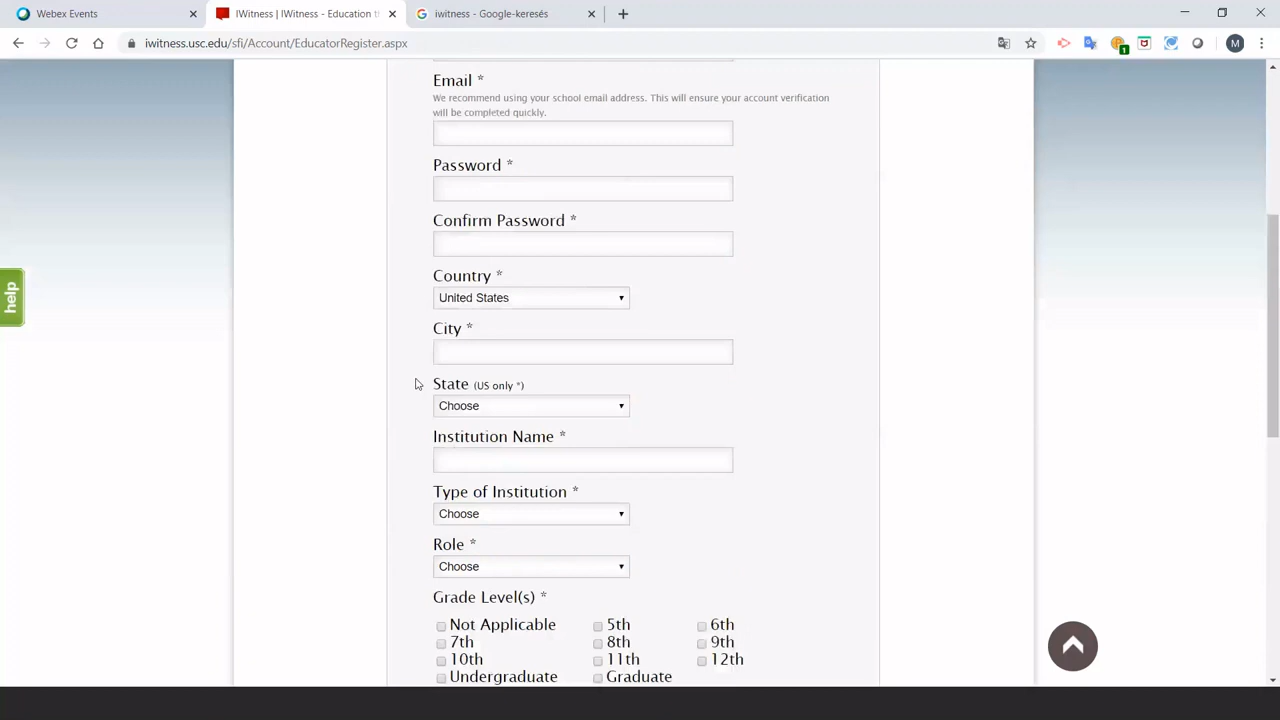 Webex Events
IWitness | IWitness - Education t
iwitness - Google-keresés
iwitness.usc.edu/sfi/Account/EducatorRegister.aspx
1
M
Email *
We recommend using your school email address. This will ensure your account verification
will be completed quickly.
Password *
Confirm Password *
Country *
United States
City *
help
State (US only *)
Choose
Institution Name *
Type of Institution *
Choose
Role *
Choose
Grade Level(s) *
Not Applicable 5th 6th
7th 8th 9th
10th 11th 12th
Undergraduate Graduate